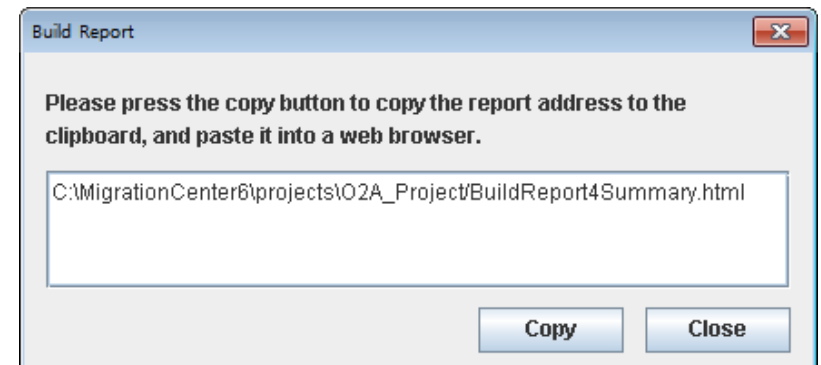 Build Report
Please press the copy button to copy the report address to the
clipboard, and paste it into a web browser.
C:\MigrationCenter6\projects\O2A_Project/BuildReport4Summary.html
Copy Close